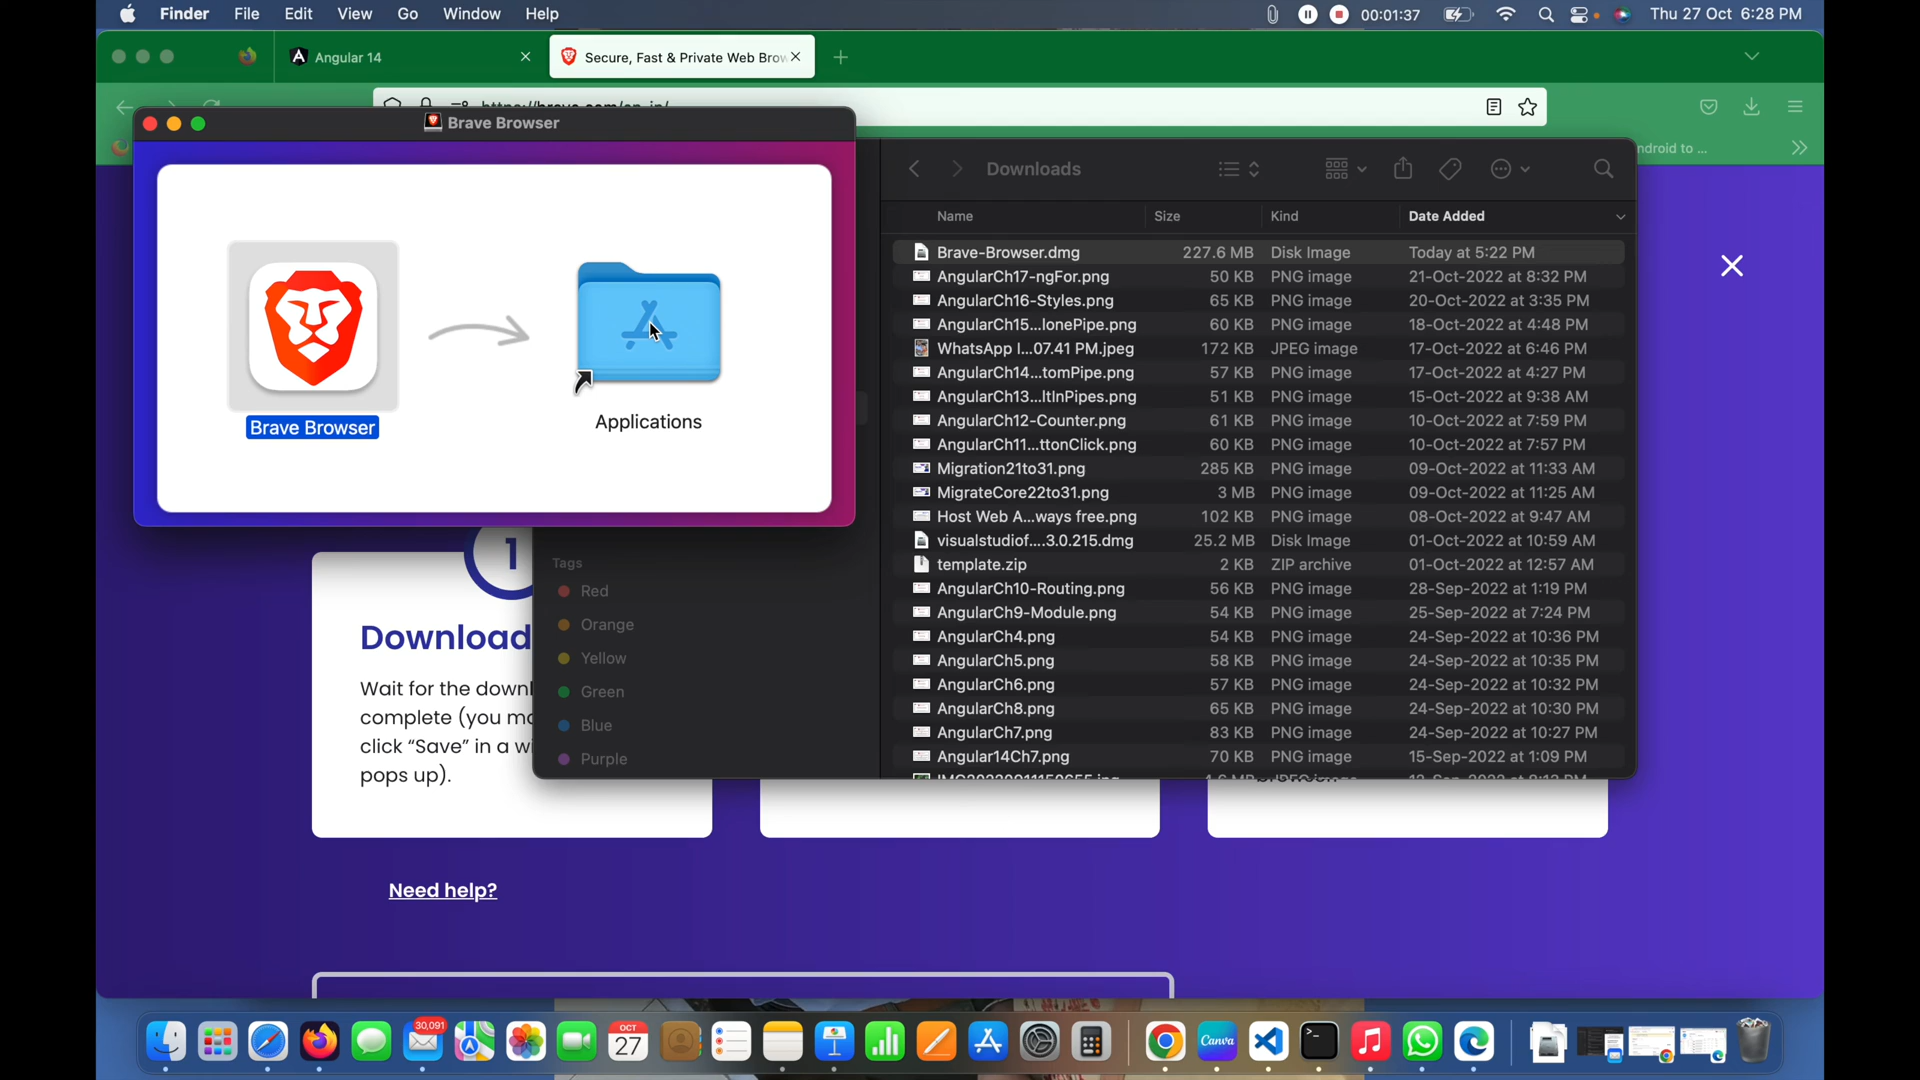 Finder File Edit View Go Window Help 00:01:37 Thu 27 Oct 6:28 PM
Angular 14
Secure, Fast & Private Web Brow
Brave Browser
ndroid to ...
Brave Browser
Applications
Downloads
Name Size Kind Date Added
Brave-Browser.dmg 227.6 MB Disk Image Today at 5:22 PM
AngularCh17-ngFor.png 50 KB PNG image 21-Oct-2022 at 8:32 PM
AngularCh16-Styles.png 65 KB PNG image 20-Oct-2022 at 3:35 PM
AngularCh15...lonePipe.png 60 KB PNG image 18-Oct-2022 at 4:48 PM
WhatsApp I...07.41 PM.jpeg 172 KB JPEG image 17-Oct-2022 at 6:46 PM
AngularCh14...tomPipe.png 57 KB PNG image 17-Oct-2022 at 4:27 PM
AngularCh13...ltInPipes.png 51 KB PNG image 15-Oct-2022 at 9:38 AM
AngularCh12-Counter.png 61 KB PNG image 10-Oct-2022 at 7:59 PM
AngularCh11...ttonClick.png 60 KB PNG image 10-Oct-2022 at 7:57 PM
Migration21to31.png 285 KB PNG image 09-Oct-2022 at 11:33 AM
MigrateCore22to31.png 3 MB PNG image 09-Oct-2022 at 11:25 AM
Host Web A...ways free.png 102 KB PNG image 08-Oct-2022 at 9:47 AM
visualstudiof....3.0.215.dmg 25.2 MB Disk Image 01-Oct-2022 at 10:59 AM
template.zip 2 KB ZIP archive 01-Oct-2022 at 12:57 AM
AngularCh10-Routing.png 56 KB PNG image 28-Sep-2022 at 1:19 PM
AngularCh9-Module.png 54 KB PNG image 25-Sep-2022 at 7:24 PM
AngularCh4.png 54 KB PNG image 24-Sep-2022 at 10:36 PM
AngularCh5.png 58 KB PNG image 24-Sep-2022 at 10:35 PM
AngularCh6.png 57 KB PNG image 24-Sep-2022 at 10:32 PM
AngularCh8.png 65 KB PNG image 24-Sep-2022 at 10:30 PM
AngularCh7.png 83 KB PNG image 24-Sep-2022 at 10:27 PM
Angular14Ch7.png 70 KB PNG image 15-Sep-2022 at 1:09 PM
Tags
Red
Orange
Yellow
Green
Blue
Purple
1
Download
Wait for the downl
complete (you mo
click “Save” in a wi
pops up).
Need help?
30,091
OCT
27
Canva